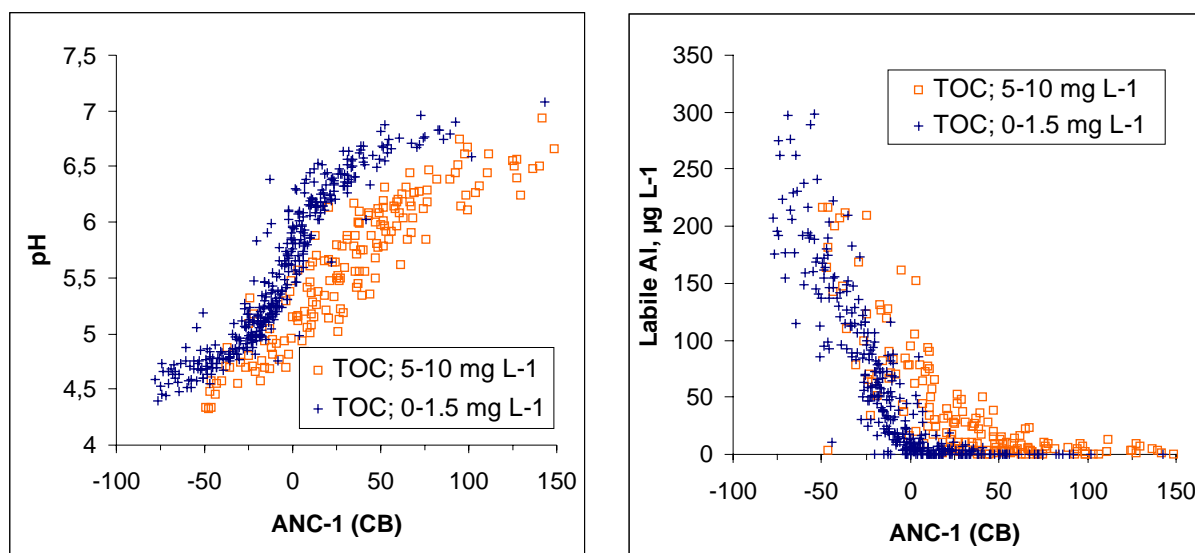 7,5
7
6,5
6
5,5
5
4,5
4
pH
TOC; 5-10 mg L-1
TOC; 0-1.5 mg L-1
-100 -50 0 50 100 150
ANC-1 (CB)
350
300
250
200
150
100
50
0
Labile Al, µg L-1
TOC; 5-10 mg L-1
TOC; 0-1.5 mg L-1
-100 -50 0 50 100 150
ANC-1 (CB)